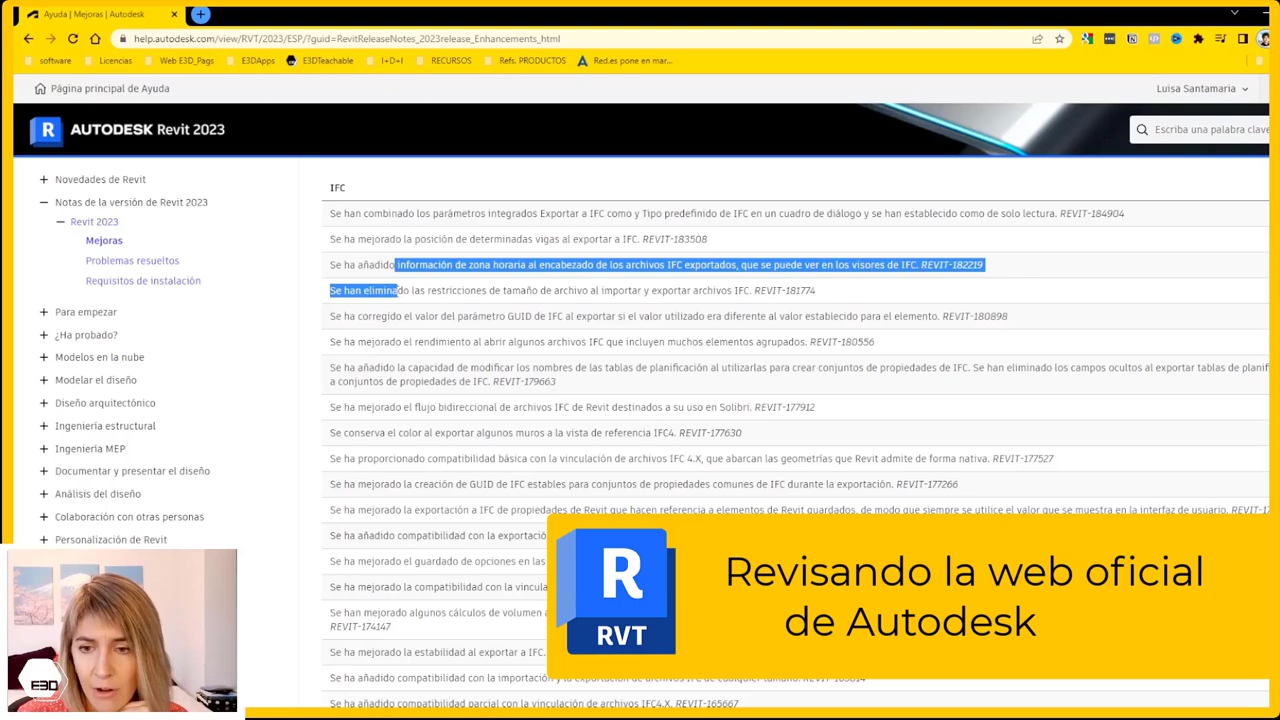 Ayuda | Mejoras | Autodesk
help.autodesk.com/view/RVT/2023/ESP/?guid=RevitReleaseNotes_2023release_Enhancements_html
software Licencias Web E3D_Pags E3DApps E3DTeachable I+D+I RECURSOS Refs. PRODUCTOS Red.es pone en mar...
Página principal de Ayuda
Luisa Santamaria
R AUTODESK Revit 2023
Escriba una palabra clave
Novedades de Revit
Notas de la versión de Revit 2023
Revit 2023
Mejoras
Problemas resueltos
Requisitos de instalación
Para empezar
¿Ha probado?
Modelos en la nube
Modelar el diseño
Diseño arquitectónico
Ingeniería estructural
Ingeniería MEP
Documentar y presentar el diseño
Análisis del diseño
Colaboración con otras personas
Personalización de Revit
IFC
Se han combinado los parámetros integrados Exportar a IFC como y Tipo predefinido de IFC en un cuadro de diálogo y se han establecido como de solo lectura. REVIT-184904
Se ha mejorado la posición de determinadas vigas al exportar a IFC. REVIT-183508
Se ha añadido información de zona horaria al encabezado de los archivos IFC exportados, que se puede ver en los visores de IFC. REVIT-182219
Se han eliminado las restricciones de tamaño de archivo al importar y exportar archivos IFC. REVIT-181774
Se ha corregido el valor del parámetro GUID de IFC al exportar si el valor utilizado era diferente al valor establecido para el elemento. REVIT-180898
Se ha mejorado el rendimiento al abrir algunos archivos IFC que incluyen muchos elementos agrupados. REVIT-180556
Se ha añadido la capacidad de modificar los nombres de las tablas de planificación al utilizarlas para crear conjuntos de propiedades de IFC. Se han eliminado los campos ocultos al exportar tablas de planif
a conjuntos de propiedades de IFC. REVIT-179663
Se ha mejorado el flujo bidireccional de archivos IFC de Revit destinados a su uso en Solibri. REVIT-177912
Se conserva el color al exportar algunos muros a la vista de referencia IFC4. REVIT-177630
Se ha proporcionado compatibilidad básica con la vinculación de archivos IFC 4.X, que abarcan las geometrías que Revit admite de forma nativa. REVIT-177527
Se ha mejorado la creación de GUID de IFC estables para conjuntos de propiedades comunes de IFC durante la exportación. REVIT-177266
Se ha mejorado la exportación a IFC de propiedades de Revit que hacen referencia a elementos de Revit guardados, de modo que siempre se utilice el valor que se muestra en la interfaz de usuario. REVIT-17
Se ha añadido compatibilidad con la exportació
Se ha mejorado el guardado de opciones en las
Se ha mejorado la compatibilidad con la vincula
Se han mejorado algunos cálculos de volumen
REVIT-174147
Se ha mejorado la estabilidad al exportar a IFC.
Se ha mejorado la compatibilidad con la importación y la exportación de archivos IFC de cualquier tamaño.
Se ha añadido compatibilidad parcial con la vinculación de archivos IFC4.X. REVIT-165667
R
RVT
Revisando la web oficial
de Autodesk
E3D